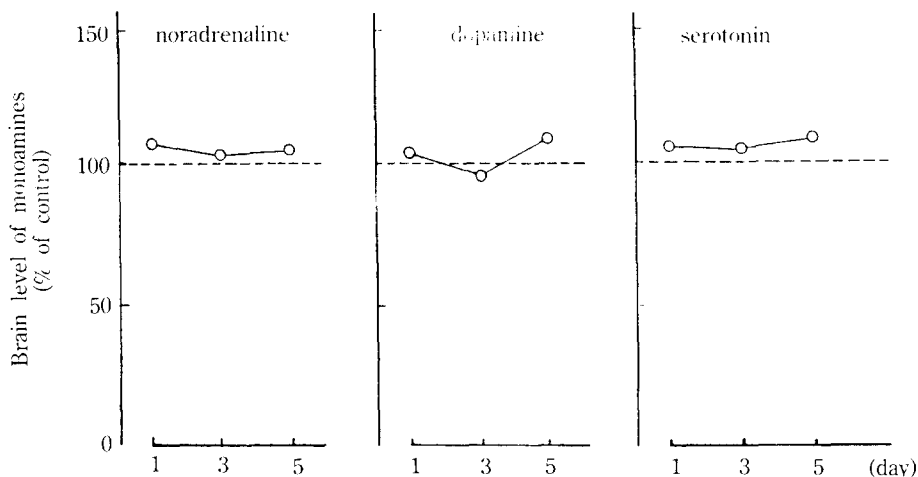 150
noradrenaline
dopamine
serotonin
100
50
0
Brain level of monoamines
(% of control)
1 3 5
1 3 5
1 3 5 (day)